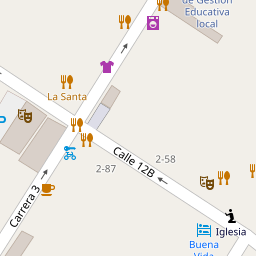 de Gestión
Educativa
local
La Santa
Calle 12B
2-58
2-87
Carrera 3
Iglesia
Buena
Vida